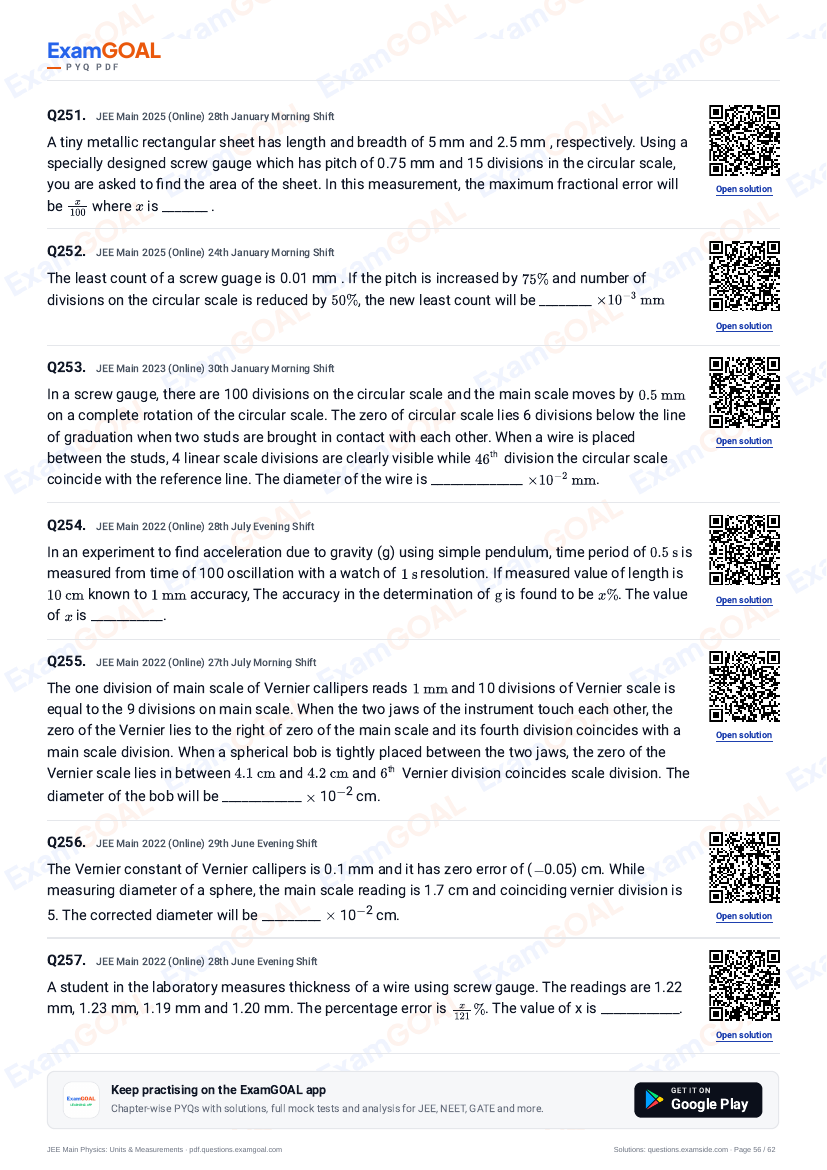 ExamGOAL
PYQ PDF
Q251. JEE Main 2025 (Online) 28th January Morning Shift
A tiny metallic rectangular sheet has length and breadth of 5 mm and 2.5 mm , respectively. Using a
specially designed screw gauge which has pitch of 0.75 mm and 15 divisions in the circular scale,
you are asked to find the area of the sheet. In this measurement, the maximum fractional error will
be x/100 where x is _______ .
Open solution
Q252. JEE Main 2025 (Online) 24th January Morning Shift
The least count of a screw guage is 0.01 mm . If the pitch is increased by 75% and number of
divisions on the circular scale is reduced by 50%, the new least count will be ________ ×10⁻³ mm
Open solution
Q253. JEE Main 2023 (Online) 30th January Morning Shift
In a screw gauge, there are 100 divisions on the circular scale and the main scale moves by 0.5 mm
on a complete rotation of the circular scale. The zero of circular scale lies 6 divisions below the line
of graduation when two studs are brought in contact with each other. When a wire is placed
between the studs, 4 linear scale divisions are clearly visible while 46th division the circular scale
coincide with the reference line. The diameter of the wire is ______________ ×10⁻² mm.
Open solution
Q254. JEE Main 2022 (Online) 28th July Evening Shift
In an experiment to find acceleration due to gravity (g) using simple pendulum, time period of 0.5 s is
measured from time of 100 oscillation with a watch of 1 s resolution. If measured value of length is
10 cm known to 1 mm accuracy, The accuracy in the determination of g is found to be x%. The value
of x is ___________.
Open solution
Q255. JEE Main 2022 (Online) 27th July Morning Shift
The one division of main scale of Vernier callipers reads 1 mm and 10 divisions of Vernier scale is
equal to the 9 divisions on main scale. When the two jaws of the instrument touch each other, the
zero of the Vernier lies to the right of zero of the main scale and its fourth division coincides with a
main scale division. When a spherical bob is tightly placed between the two jaws, the zero of the
Vernier scale lies in between 4.1 cm and 4.2 cm and 6th Vernier division coincides scale division. The
diameter of the bob will be ____________ × 10⁻² cm.
Open solution
Q256. JEE Main 2022 (Online) 29th June Evening Shift
The Vernier constant of Vernier callipers is 0.1 mm and it has zero error of (−0.05) cm. While
measuring diameter of a sphere, the main scale reading is 1.7 cm and coinciding vernier division is
5. The corrected diameter will be _________ × 10⁻² cm.
Open solution
Q257. JEE Main 2022 (Online) 28th June Evening Shift
A student in the laboratory measures thickness of a wire using screw gauge. The readings are 1.22
mm, 1.23 mm, 1.19 mm and 1.20 mm. The percentage error is x/121 %. The value of x is ____________.
Open solution
ExamGOAL
Keep practising on the ExamGOAL app
Chapter-wise PYQs with solutions, full mock tests and analysis for JEE, NEET, GATE and more.
GET IT ON
Google Play
JEE Main Physics: Units & Measurements · pdf.questions.examgoal.com
Solutions: questions.examside.com · Page 56 / 62